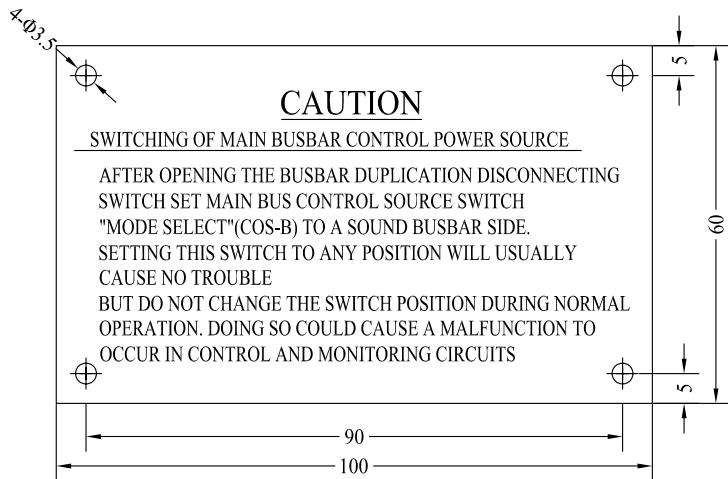 4-Φ3.5
5
CAUTION
SWITCHING OF MAIN BUSBAR CONTROL POWER SOURCE
AFTER OPENING THE BUSBAR DUPLICATION DISCONNECTING
SWITCH SET MAIN BUS CONTROL SOURCE SWITCH
"MODE SELECT"(COS-B) TO A SOUND BUSBAR SIDE.
SETTING THIS SWITCH TO ANY POSITION WILL USUALLY
CAUSE NO TROUBLE
BUT DO NOT CHANGE THE SWITCH POSITION DURING NORMAL
OPERATION. DOING SO COULD CAUSE A MALFUNCTION TO
OCCUR IN CONTROL AND MONITORING CIRCUITS
60
5
90
100